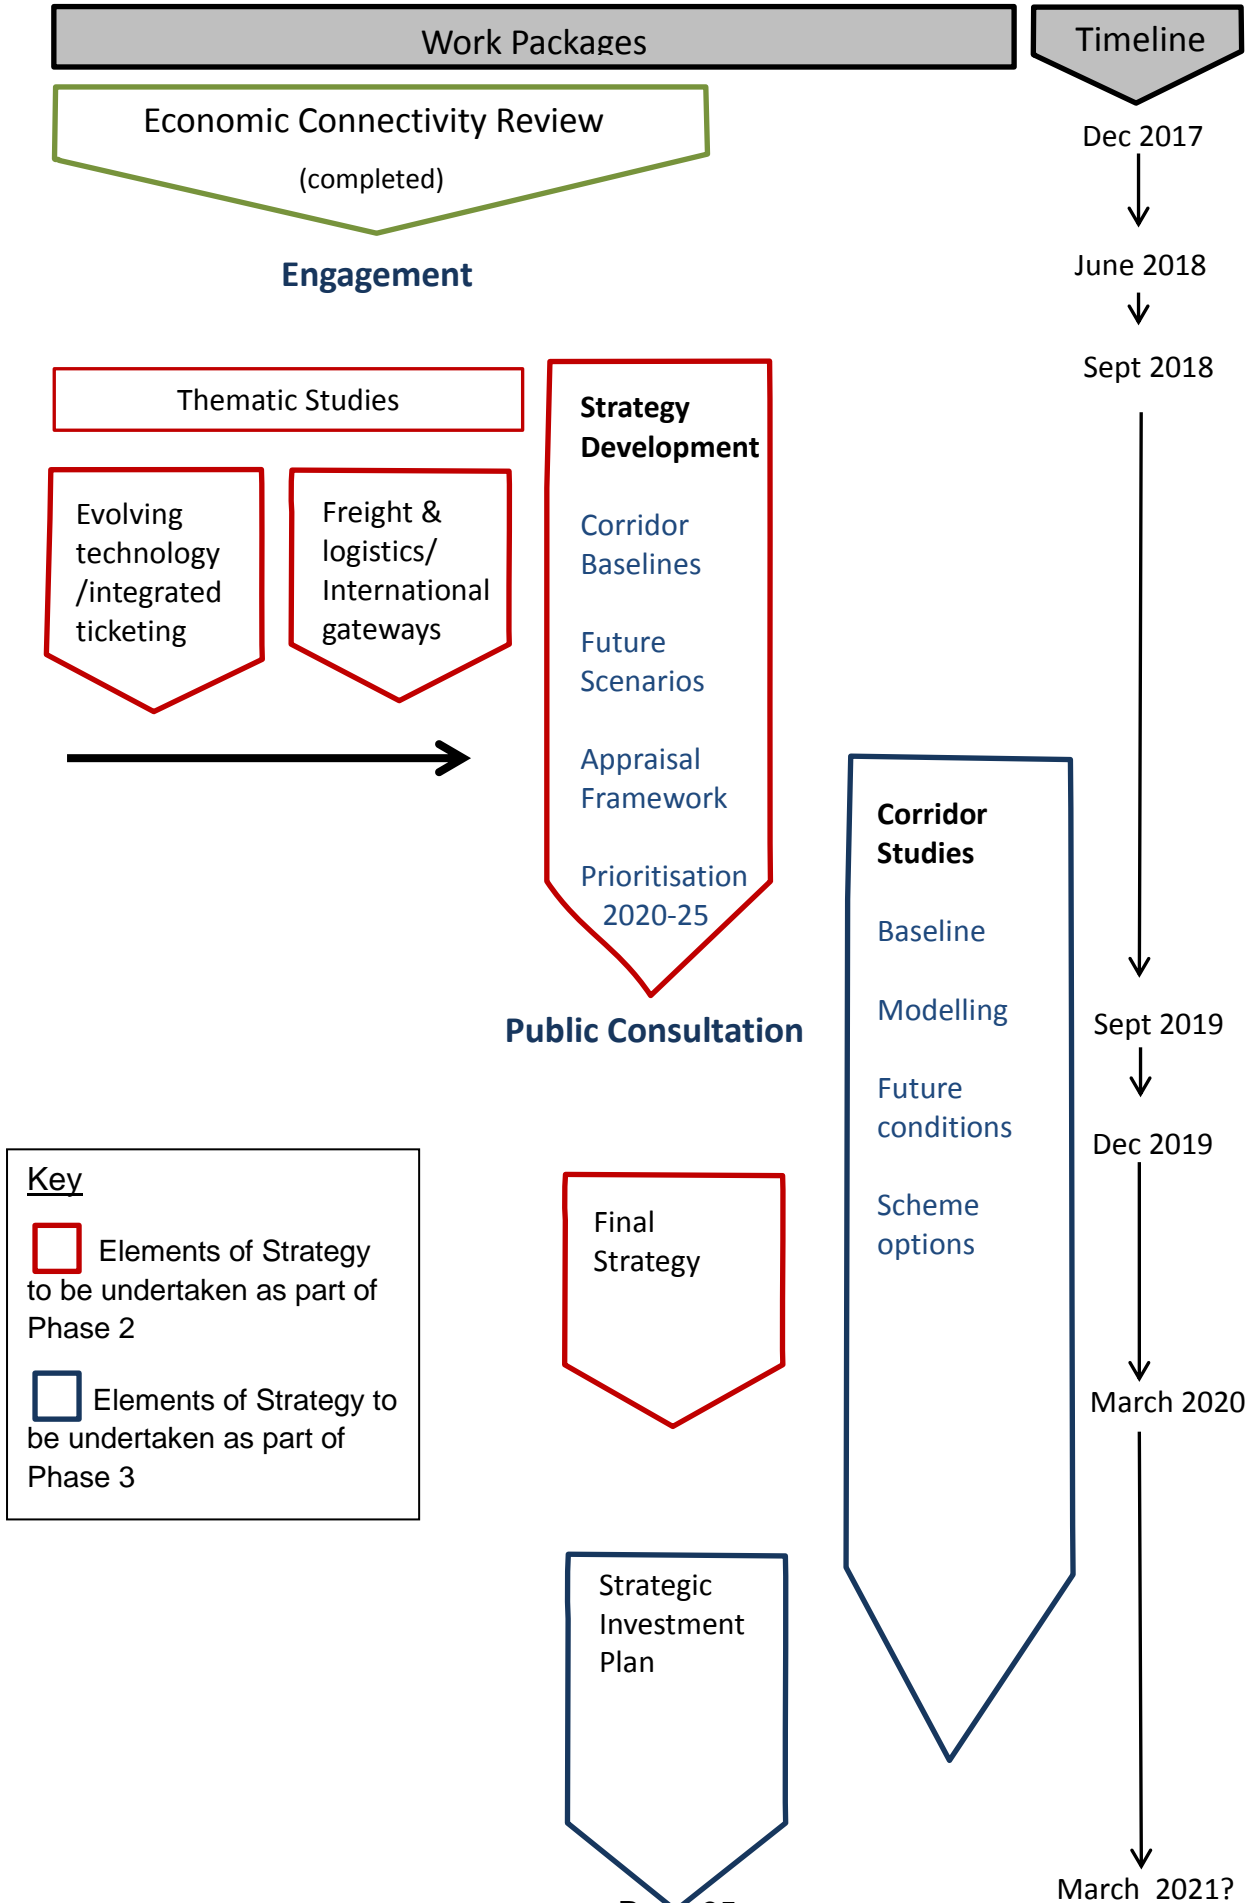 Work Packages
Timeline
Economic Connectivity Review
(completed)
Engagement
Dec 2017
June 2018
Sept 2018
Thematic Studies
Evolving
technology
/integrated
ticketing
Freight &
logistics/
International
gateways
Strategy
Development
Corridor
Baselines
Future
Scenarios
Appraisal
Framework
Prioritisation
2020-25
Public Consultation
Corridor
Studies
Baseline
Modelling
Future
conditions
Scheme
options
Sept 2019
Dec 2019
Key
Elements of Strategy
to be undertaken as part of
Phase 2
Elements of Strategy to
be undertaken as part of
Phase 3
Final
Strategy
March 2020
Strategic
Investment
Plan
March 2021?